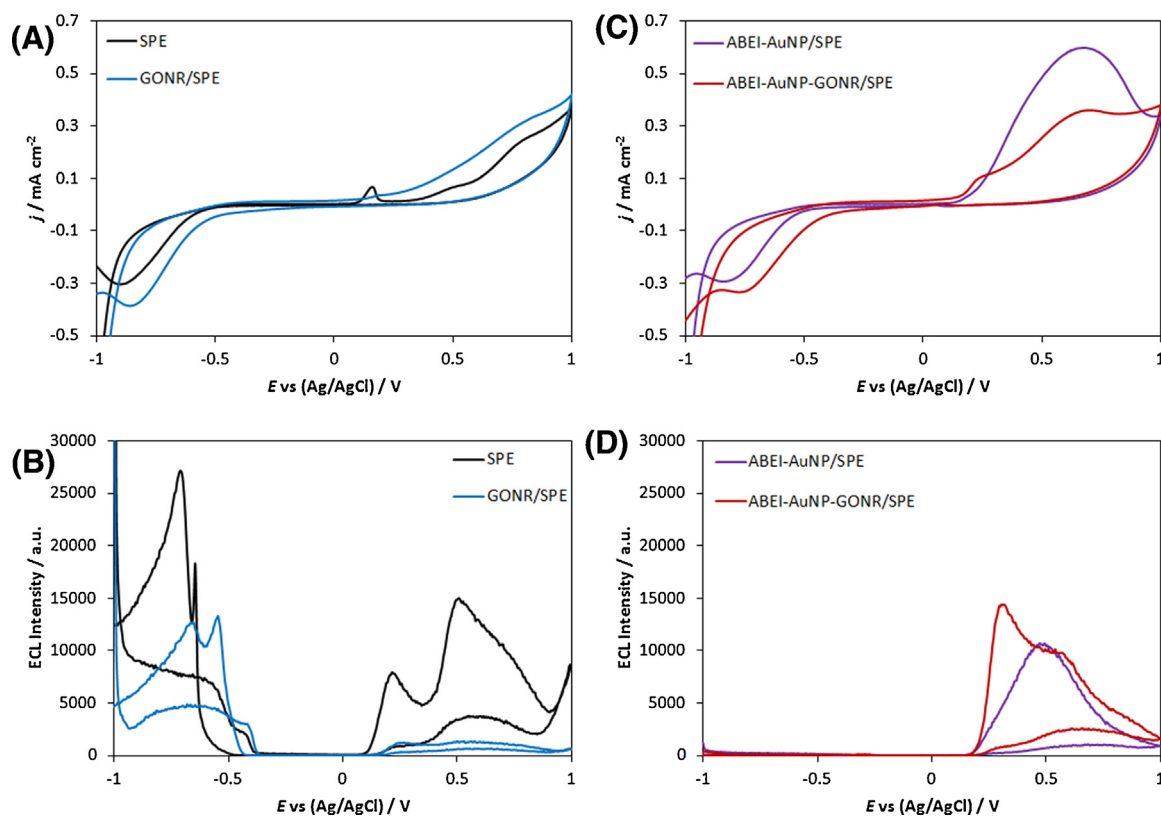 (A)
SPE
GONR/SPE
0.7
0.5
0.3
0.1
-0.1
-0.3
-0.5
j / mA cm-2
-1
-0.5
0
0.5
1
E vs (Ag/AgCl) / V
(C)
ABEI-AuNP/SPE
ABEI-AuNP-GONR/SPE
0.7
0.5
0.3
0.1
-0.1
-0.3
-0.5
j / mA cm-2
-1
-0.5
0
0.5
1
E vs (Ag/AgCl) / V
(B)
SPE
GONR/SPE
30000
25000
20000
15000
10000
5000
0
ECL Intensity / a.u.
-1
-0.5
0
0.5
1
E vs (Ag/AgCl) / V
(D)
ABEI-AuNP/SPE
ABEI-AuNP-GONR/SPE
30000
25000
20000
15000
10000
5000
0
ECL Intensity / a.u.
-1
-0.5
0
0.5
1
E vs (Ag/AgCl) / V